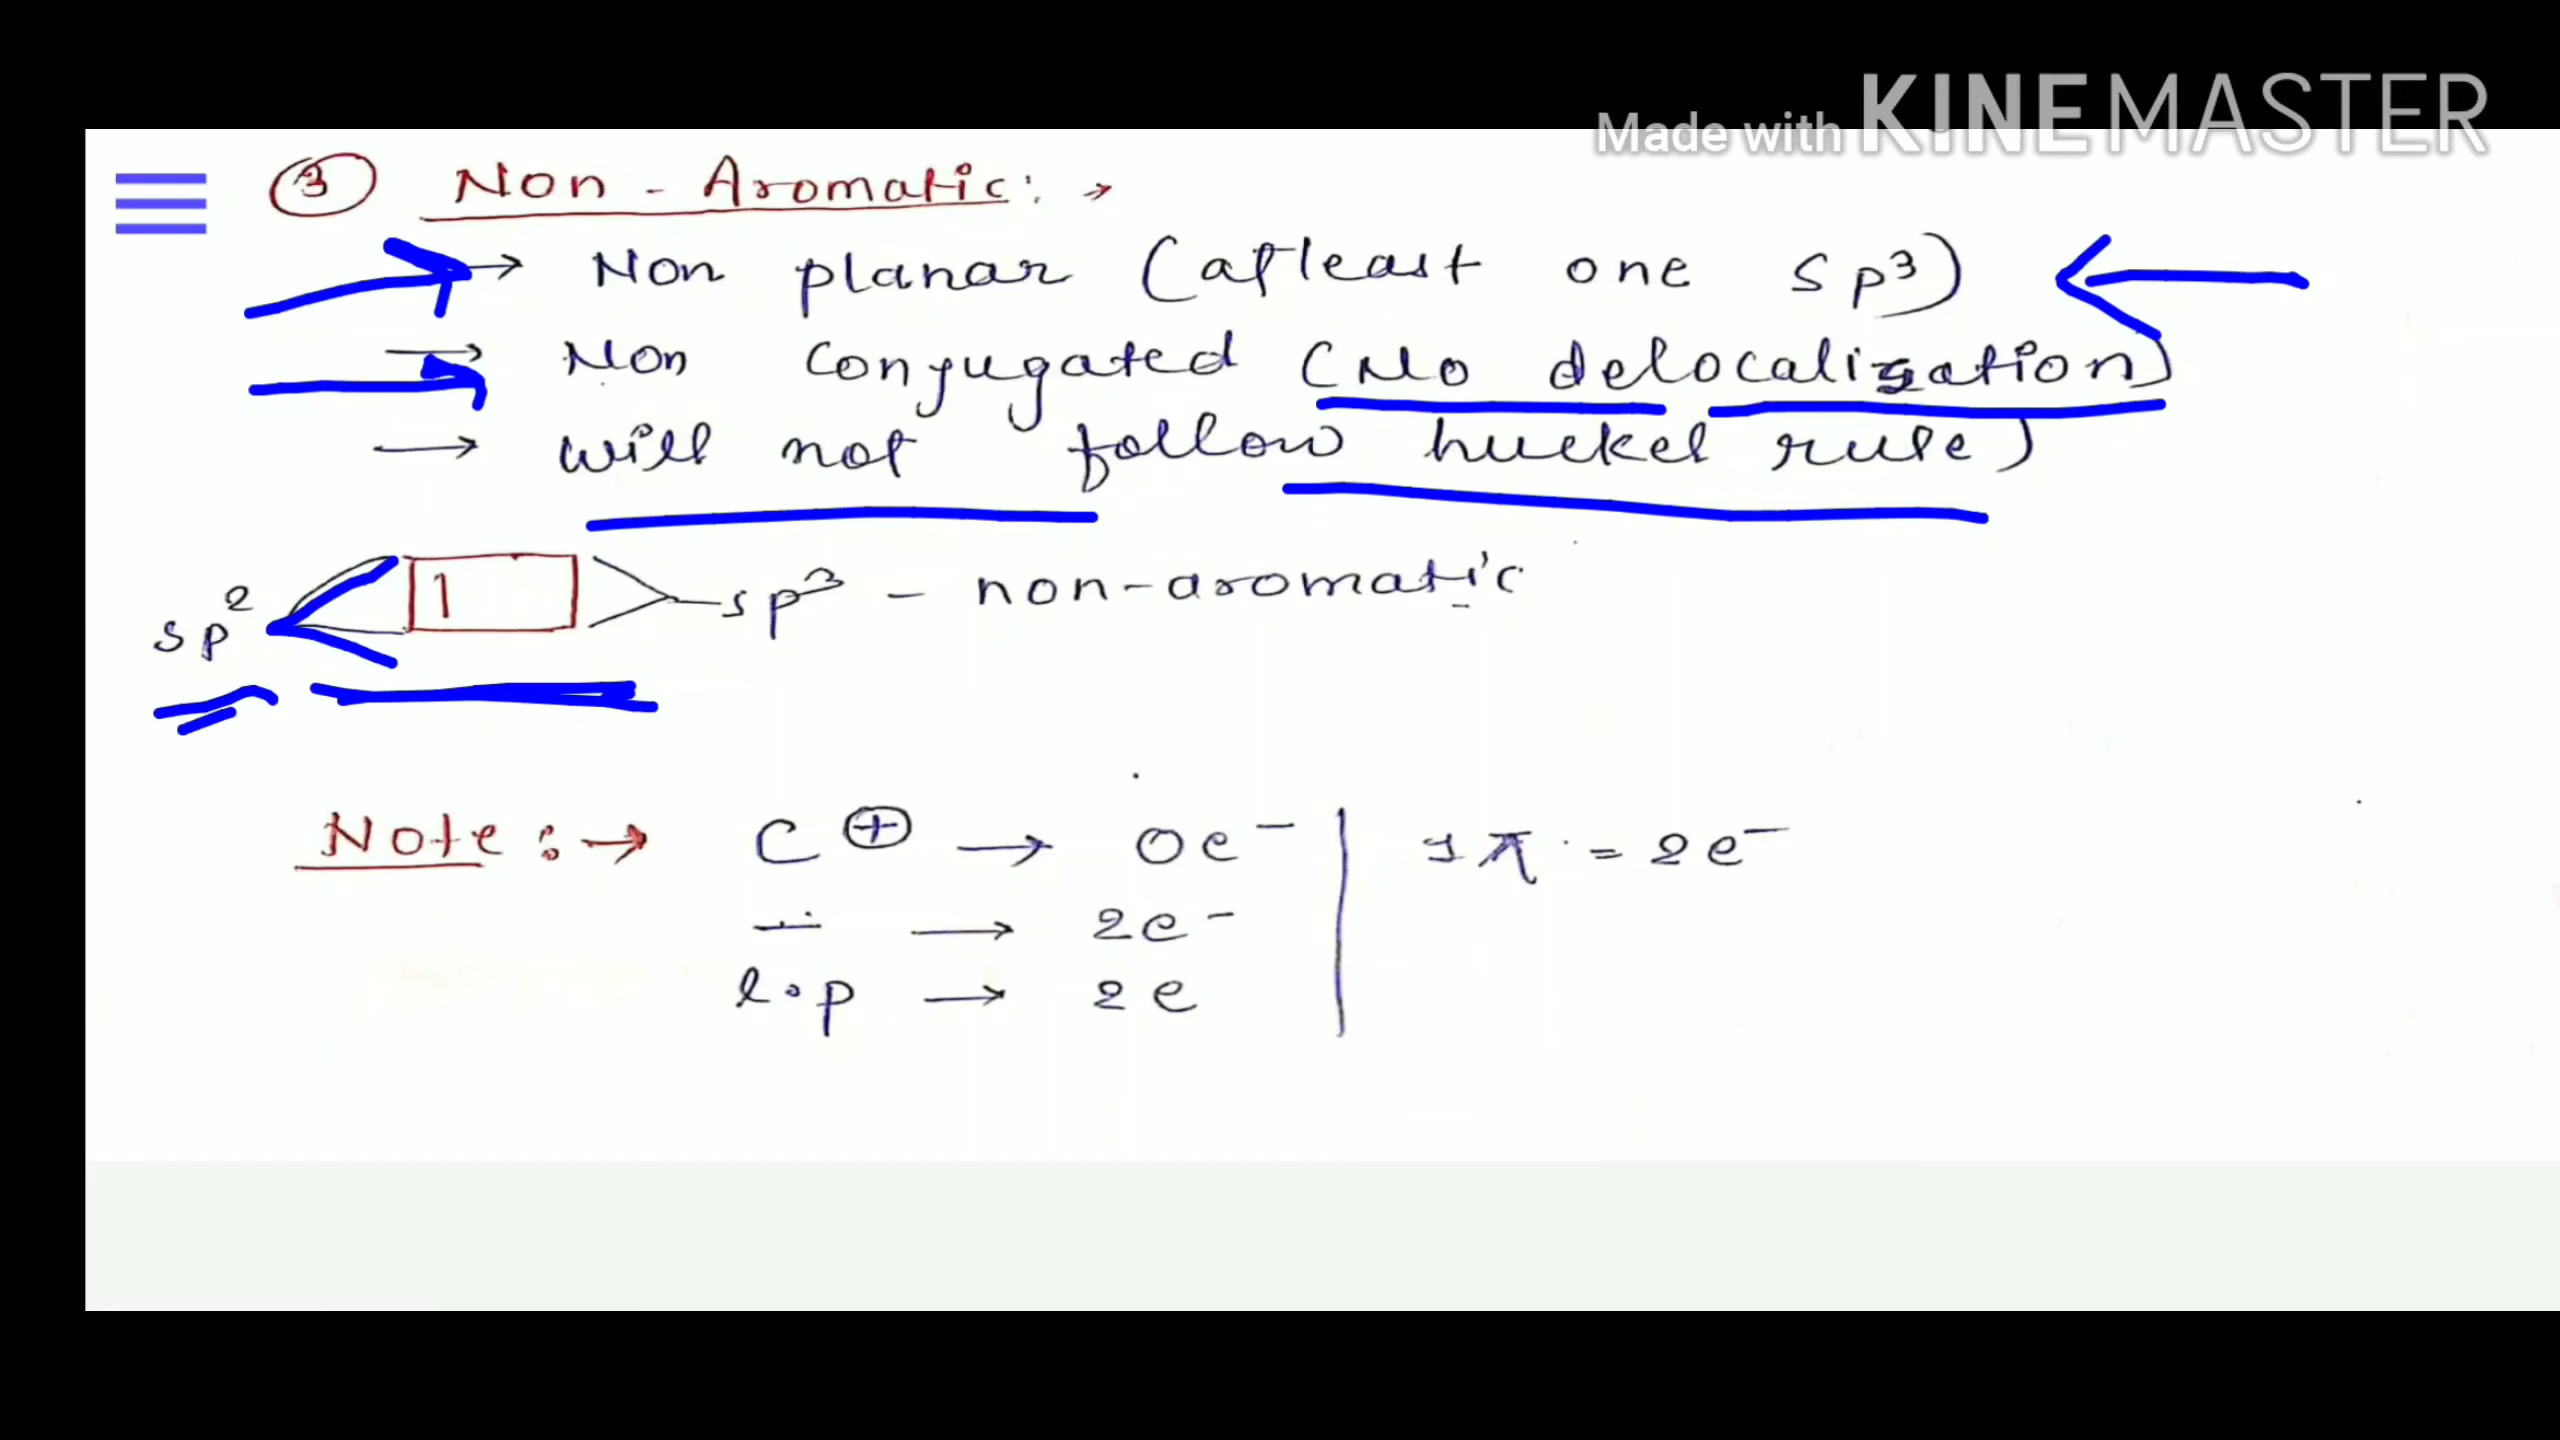 Made with KINEMASTER
③ Non - Aromatic : →
→ Non planar (atleast one sp³)
→ Non conjugated (No delocalization)
→ will not follow huckel rule)
sp² 1 sp³ - non-aromatic
Note : → C ⊕ → 0e⁻ | 1π = 2e⁻
— → 2e⁻
l.p → 2e